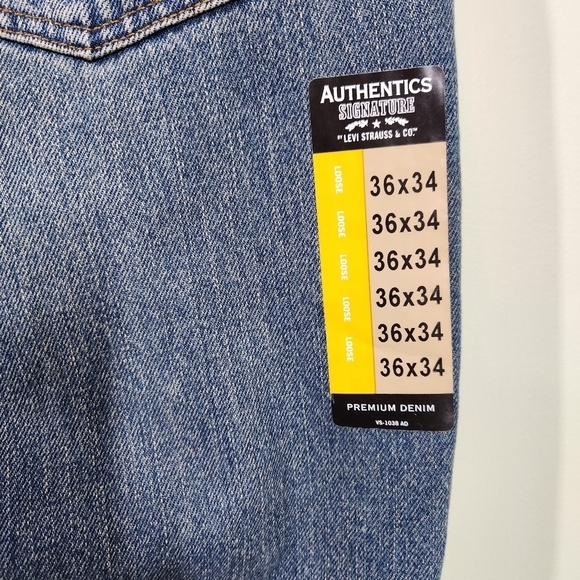 AUTHENTICS
SIGNATURE
BY LEVI STRAUSS & CO.™
LOOSE 36x34
LOOSE 36x34
LOOSE 36x34
LOOSE 36x34
LOOSE 36x34
36x34
PREMIUM DENIM
VS-1038 AD